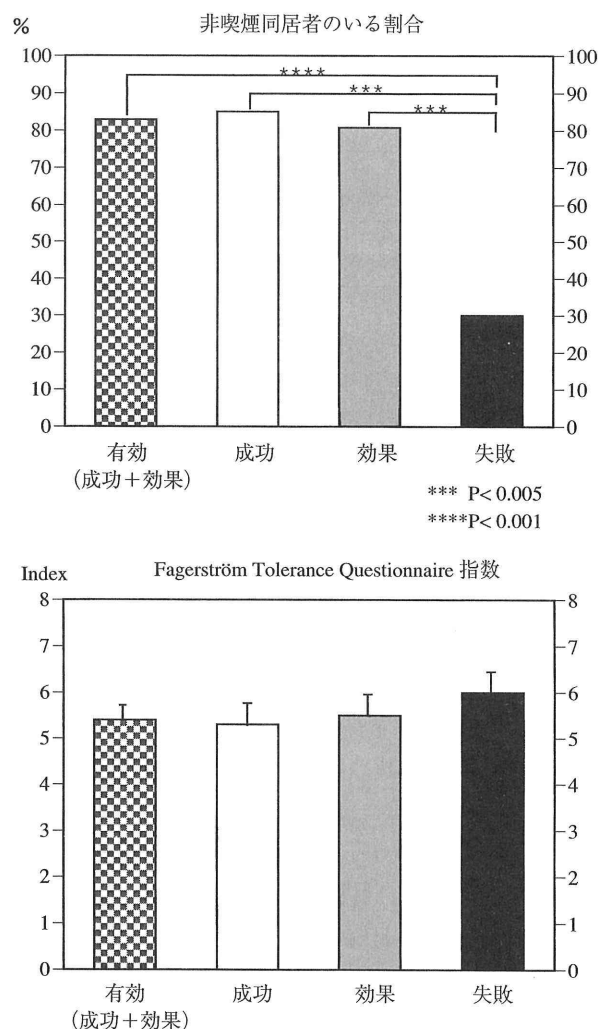 % 非喫煙同居者のいる割合
100 100
90 90
80 80
70 70
60 60
50 50
40 40
30 30
20 20
10 10
0 0
****
***
***
有効 成功 効果 失敗
(成功+効果)
*** P< 0.005
****P< 0.001
Index Fagerström Tolerance Questionnaire 指数
8 8
7 7
6 6
5 5
4 4
3 3
2 2
1 1
0 0
有効 成功 効果 失敗
(成功+効果)